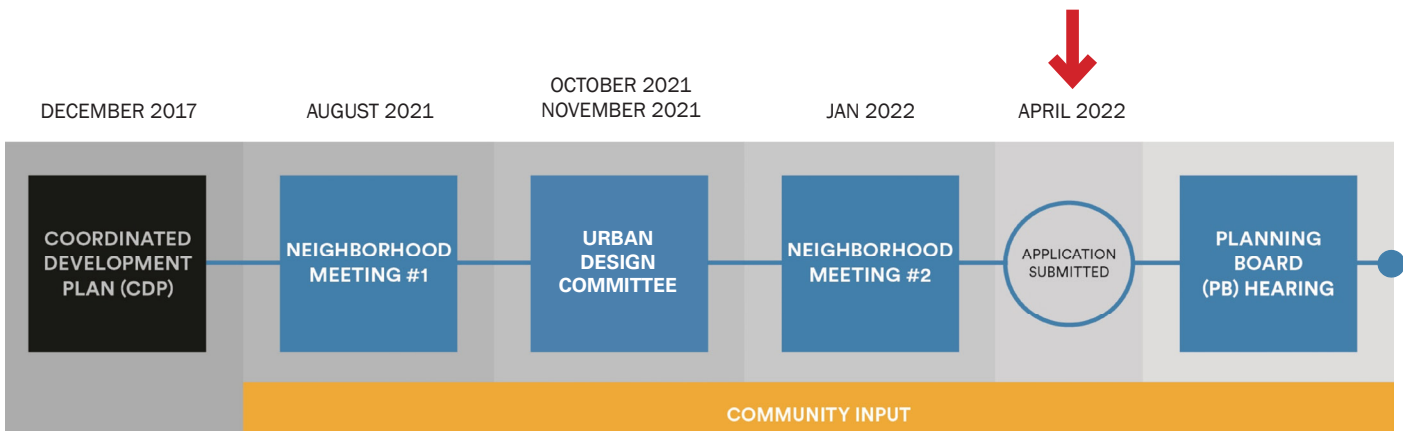 DECEMBER 2017
AUGUST 2021
OCTOBER 2021
NOVEMBER 2021
JAN 2022
APRIL 2022
COORDINATED
DEVELOPMENT
PLAN (CDP)
NEIGHBORHOOD
MEETING #1
URBAN
DESIGN
COMMITTEE
NEIGHBORHOOD
MEETING #2
APPLICATION
SUBMITTED
PLANNING
BOARD
(PB) HEARING
COMMUNITY INPUT